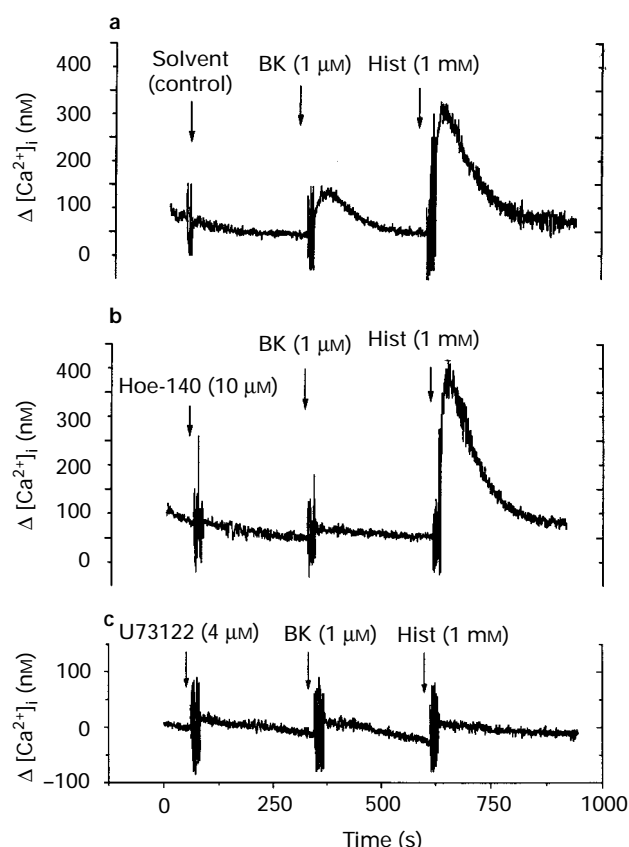 a
Solvent
(control)
BK (1 μM)
Hist (1 mM)
Δ [Ca²⁺]ᵢ (nM)
400
300
200
100
0
b
Hoe-140 (10 μM)
BK (1 μM)
Hist (1 mM)
Δ [Ca²⁺]ᵢ (nM)
400
300
200
100
0
c
U73122 (4 μM)
BK (1 μM)
Hist (1 mM)
Δ [Ca²⁺]ᵢ (nM)
100
0
−100
0 250 500 750 1000
Time (s)